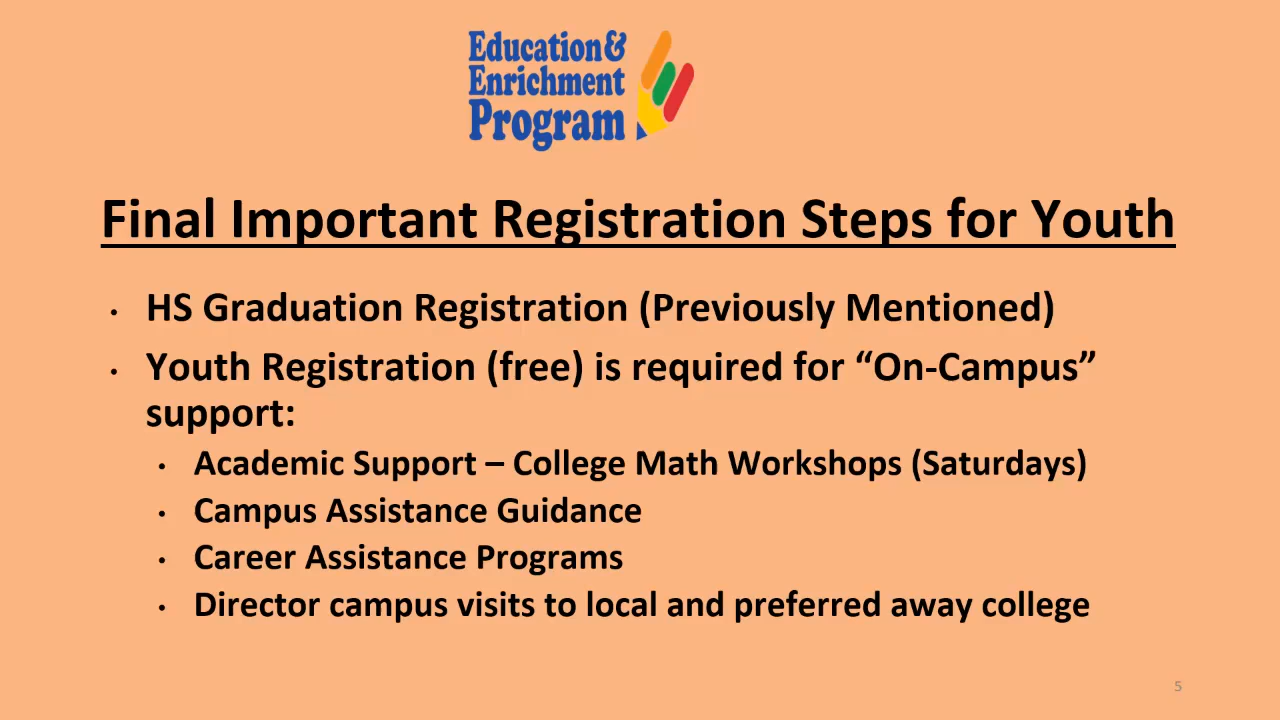 Education&
Enrichment
Program
Final Important Registration Steps for Youth
• HS Graduation Registration (Previously Mentioned)
• Youth Registration (free) is required for “On-Campus”
support:
• Academic Support – College Math Workshops (Saturdays)
• Campus Assistance Guidance
• Career Assistance Programs
• Director campus visits to local and preferred away college
5